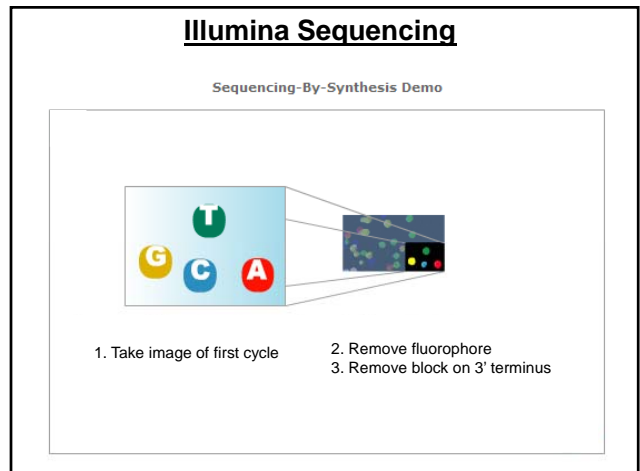 Illumina Sequencing
Sequencing-By-Synthesis Demo
T
G
C
A
1. Take image of first cycle
2. Remove fluorophore
3. Remove block on 3’ terminus